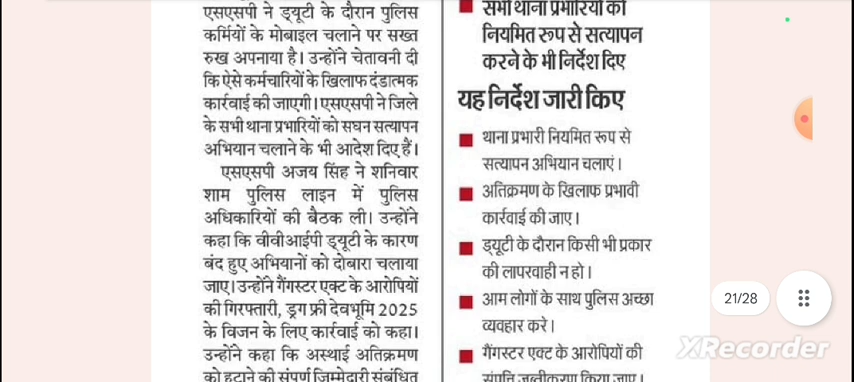 एसएसपी ने ड्यूटी के दौरान पुलिस
कर्मियों के मोबाइल चलाने पर सख्त
रुख अपनाया है। उन्होंने चेतावनी दी
कि ऐसे कर्मचारियों के खिलाफ दंडात्मक
कार्रवाई की जाएगी। एसएसपी ने जिले
के सभी थाना प्रभारियों को सघन सत्यापन
अभियान चलाने के भी आदेश दिए हैं।
एसएसपी अजय सिंह ने शनिवार
शाम पुलिस लाइन में पुलिस
अधिकारियों की बैठक ली। उन्होंने
कहा कि वीवीआईपी ड्यूटी के कारण
बंद हुए अभियानों को दोबारा चलाया
जाए। उन्होंने गैंगस्टर एक्ट के आरोपियों
की गिरफ्तारी, ड्रग फ्री देवभूमि 2025
के विजन के लिए कार्रवाई को कहा।
उन्होंने कहा कि अस्थाई अतिक्रमण
को हटाने की संपूर्ण जिम्मेदारी संबंधित
सभी थाना प्रभारियों को
नियमित रूप से सत्यापन
करने के भी निर्देश दिए
यह निर्देश जारी किए
थाना प्रभारी नियमित रूप से
सत्यापन अभियान चलाएं।
अतिक्रमण के खिलाफ प्रभावी
कार्रवाई की जाए।
ड्यूटी के दौरान किसी भी प्रकार
की लापरवाही न हो।
आम लोगों के साथ पुलिस अच्छा
व्यवहार करे।
गैंगस्टर एक्ट के आरोपियों की
संपत्ति जब्तीकरण किया जाए।
21/28
XRecorder